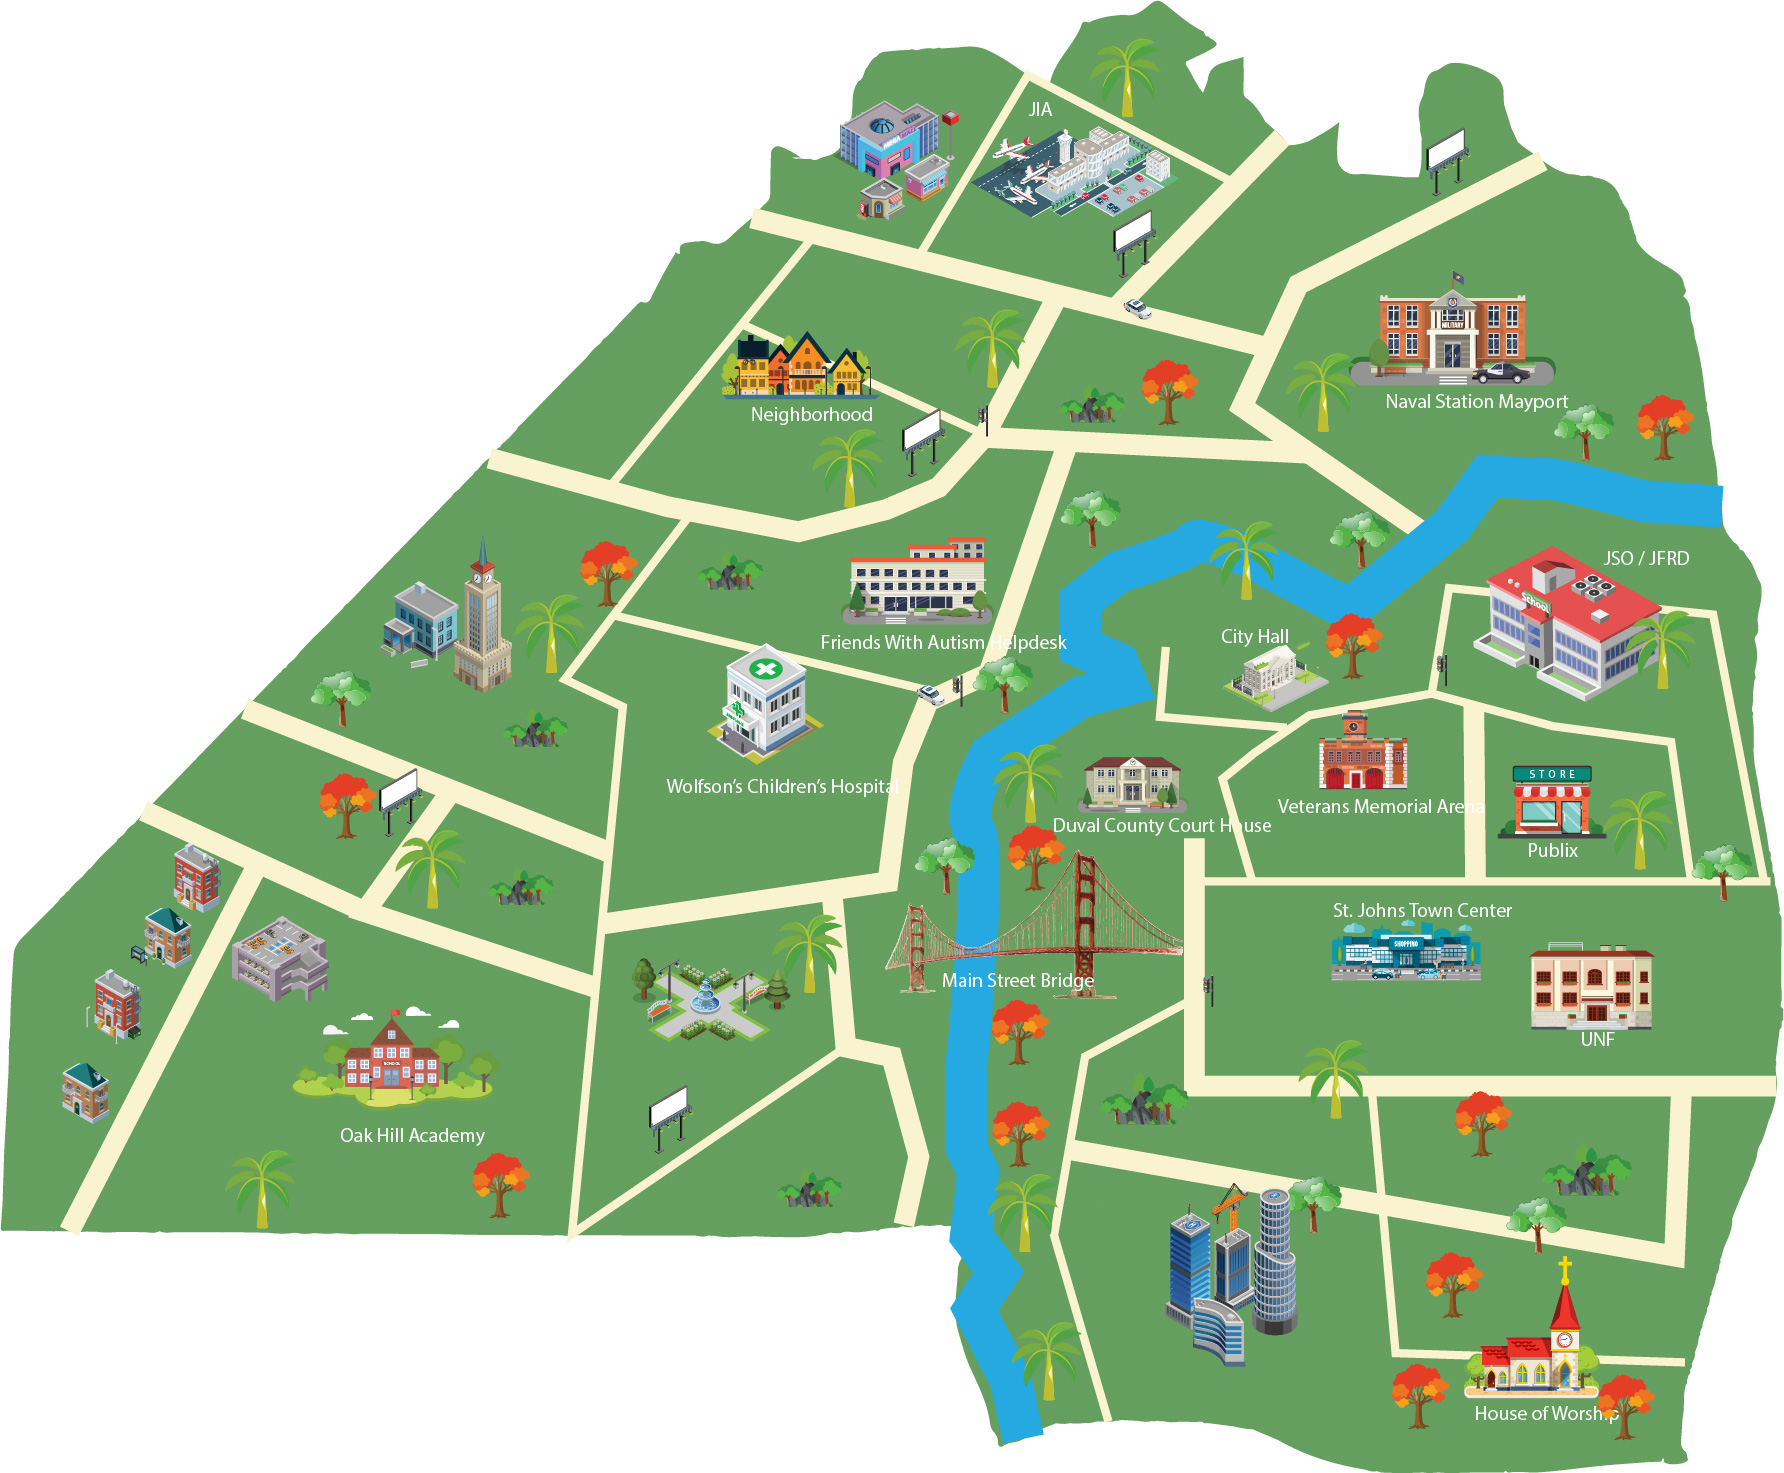 JIA
MILITARY
Naval Station Mayport
Neighborhood
JSO / JFRD
School
Friends With Autism Helpdesk
City Hall
Wolfson's Children's Hospital
Veterans Memorial Arena
STORE
Duval County Court House
Publix
St. Johns Town Center
SHOPPING
Main Street Bridge
UNF
SCHOOL
Oak Hill Academy
House of Worship